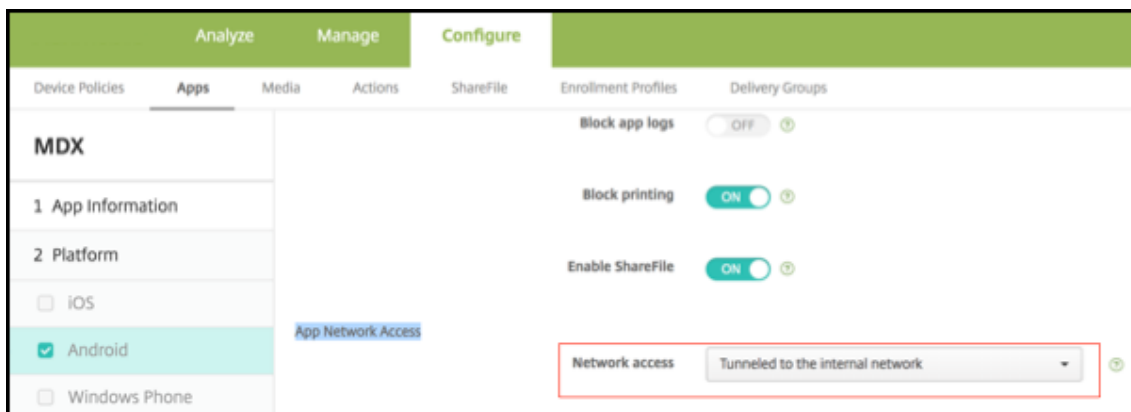 Analyze Manage Configure
Device Policies Apps Media Actions ShareFile Enrollment Profiles Delivery Groups
MDX
1 App Information
2 Platform
iOS
Android
Windows Phone
Block app logs OFF
Block printing ON
Enable ShareFile ON
App Network Access
Network access Tunneled to the internal network